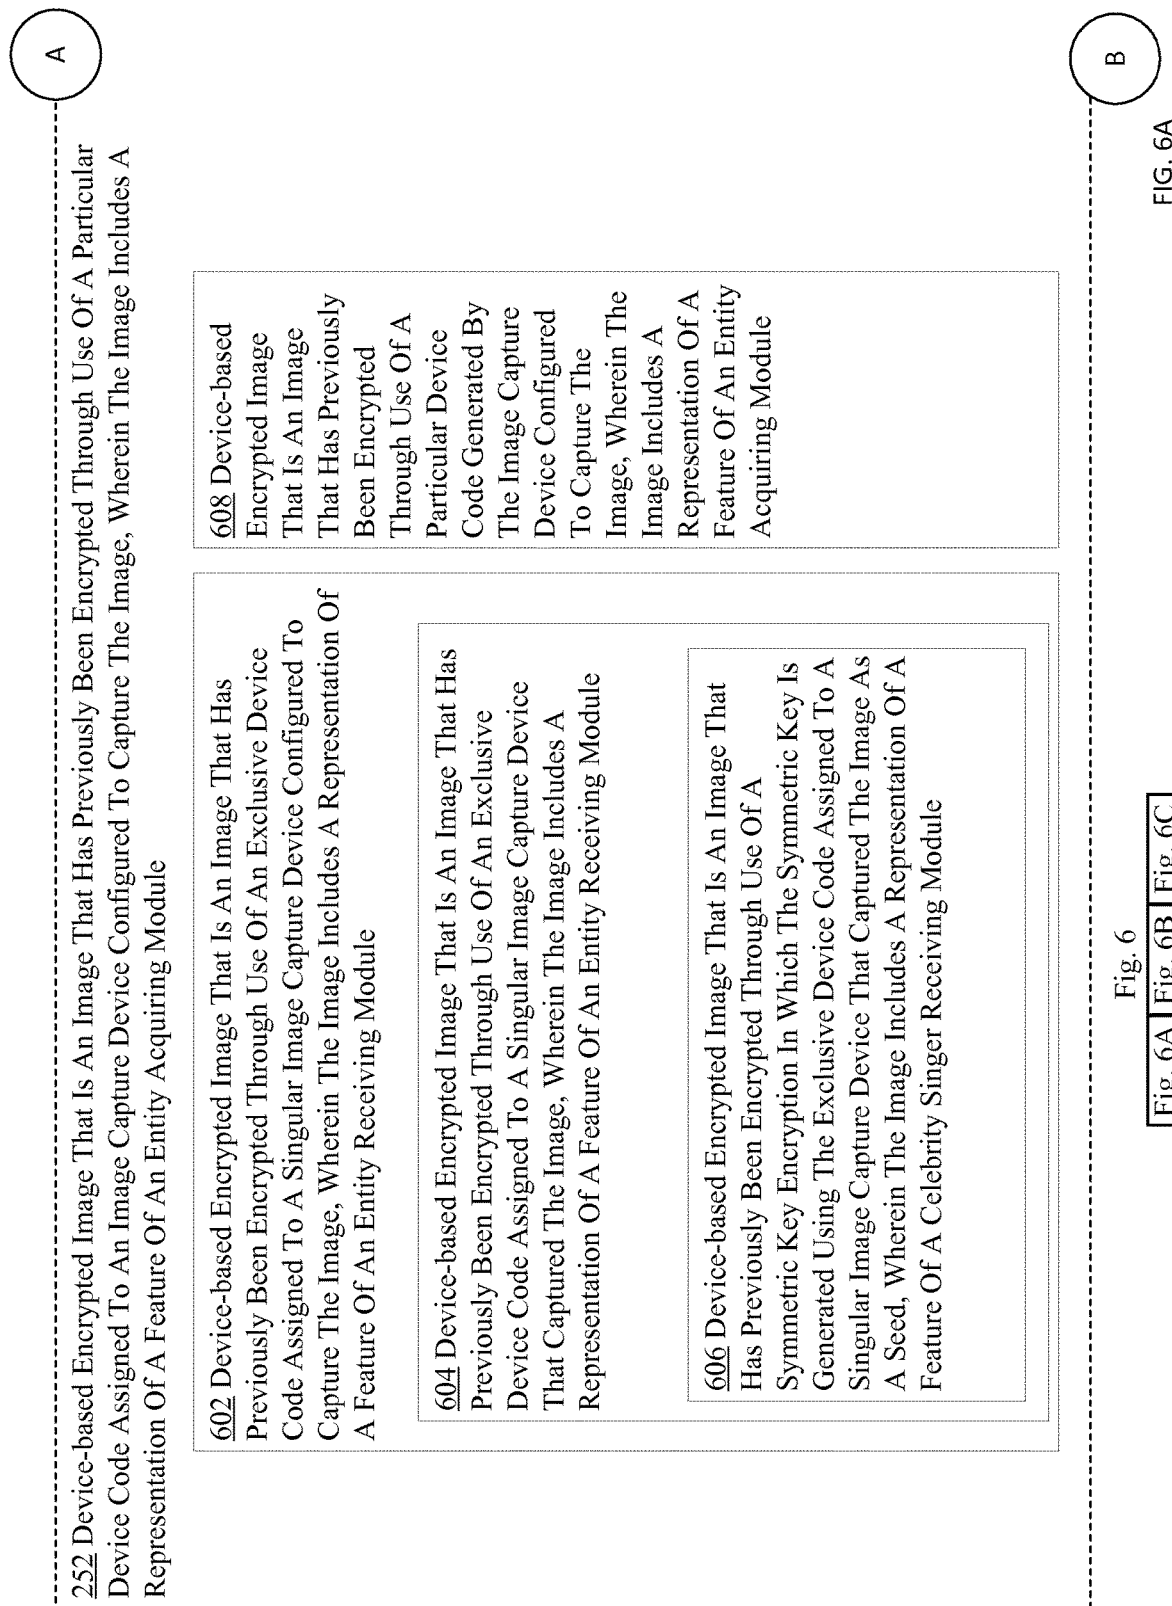 A
252 Device-based Encrypted Image That Is An Image That Has Previously Been Encrypted Through Use Of A Particular
Device Code Assigned To An Image Capture Device Configured To Capture The Image, Wherein The Image Includes A
Representation Of A Feature Of An Entity Acquiring Module
602 Device-based Encrypted Image That Is An Image That Has
Previously Been Encrypted Through Use Of An Exclusive Device
Code Assigned To A Singular Image Capture Device Configured To
Capture The Image, Wherein The Image Includes A Representation Of
A Feature Of An Entity Receiving Module
604 Device-based Encrypted Image That Is An Image That Has
Previously Been Encrypted Through Use Of An Exclusive
Device Code Assigned To A Singular Image Capture Device
That Captured The Image, Wherein The Image Includes A
Representation Of A Feature Of An Entity Receiving Module
606 Device-based Encrypted Image That Is An Image That
Has Previously Been Encrypted Through Use Of A
Symmetric Key Encryption In Which The Symmetric Key Is
Generated Using The Exclusive Device Code Assigned To A
Singular Image Capture Device That Captured The Image As
A Seed, Wherein The Image Includes A Representation Of A
Feature Of A Celebrity Singer Receiving Module
608 Device-based
Encrypted Image
That Is An Image
That Has Previously
Been Encrypted
Through Use Of A
Particular Device
Code Generated By
The Image Capture
Device Configured
To Capture The
Image, Wherein The
Image Includes A
Representation Of A
Feature Of An Entity
Acquiring Module
B
Fig. 6
Fig. 6A Fig. 6B Fig. 6C
FIG. 6A